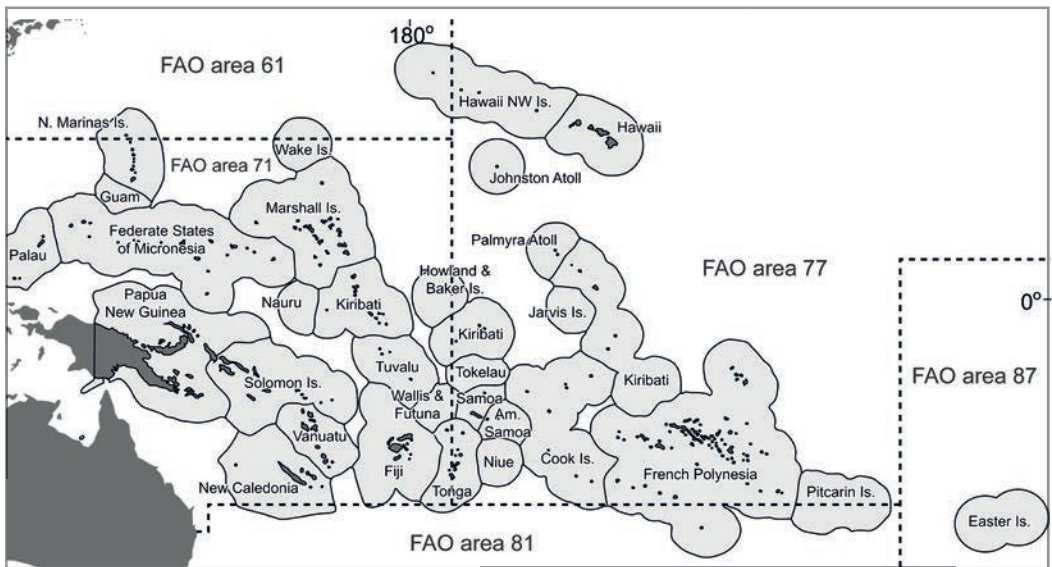 180º
FAO area 61
Hawaii NW Is.
N. Marinas Is.
Hawaii
Wake Is.
FAO area 71
Johnston Atoll
Guam
Marshall Is.
Federate States
of Micronesia
Palau
Palmyra Atoll
FAO area 77
Howland &
Baker Is.
Papua
New Guinea
Nauru
Kiribati
Jarvis Is.
0º
Kiribati
Tuvalu
Tokelau
Kiribati
FAO area 87
Solomon Is.
Wallis &
Futuna
Samoa
Am.
Samoa
Vanuatu
Cook Is.
Niue
Fiji
French Polynesia
New Caledonia
Tonga
Pitcarin Is.
Easter Is.
FAO area 81